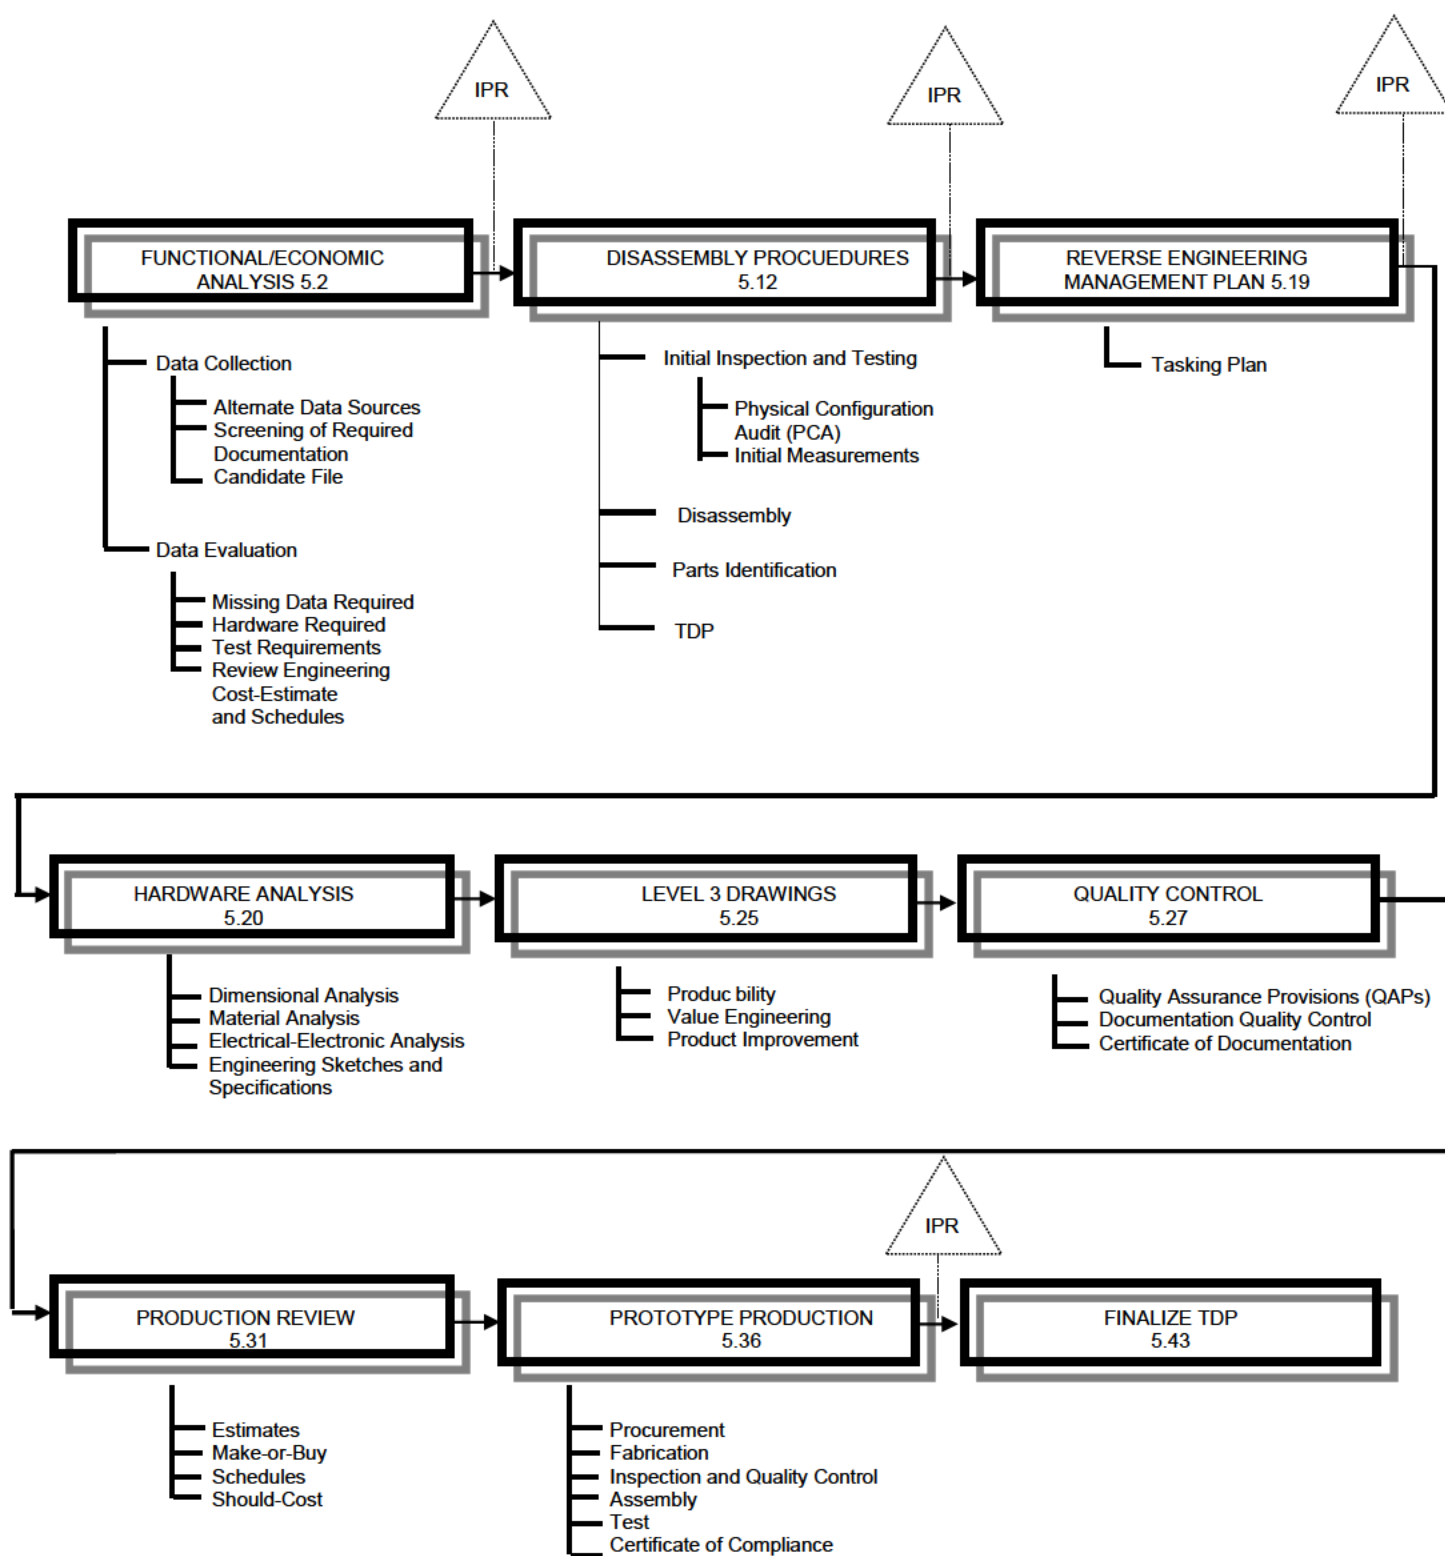 IPR
IPR
IPR
FUNCTIONAL/ECONOMIC
ANALYSIS 5.2
DISASSEMBLY PROCUEDURES
5.12
REVERSE ENGINEERING
MANAGEMENT PLAN 5.19
Data Collection
Alternate Data Sources
Screening of Required
Documentation
Candidate File
Data Evaluation
Missing Data Required
Hardware Required
Test Requirements
Review Engineering
Cost-Estimate
and Schedules
Initial Inspection and Testing
Physical Configuration
Audit (PCA)
Initial Measurements
Disassembly
Parts Identification
TDP
Tasking Plan
HARDWARE ANALYSIS
5.20
LEVEL 3 DRAWINGS
5.25
QUALITY CONTROL
5.27
Dimensional Analysis
Material Analysis
Electrical-Electronic Analysis
Engineering Sketches and
Specifications
Produc bility
Value Engineering
Product Improvement
Quality Assurance Provisions (QAPs)
Documentation Quality Control
Certificate of Documentation
IPR
PRODUCTION REVIEW
5.31
PROTOTYPE PRODUCTION
5.36
FINALIZE TDP
5.43
Estimates
Make-or-Buy
Schedules
Should-Cost
Procurement
Fabrication
Inspection and Quality Control
Assembly
Test
Certificate of Compliance